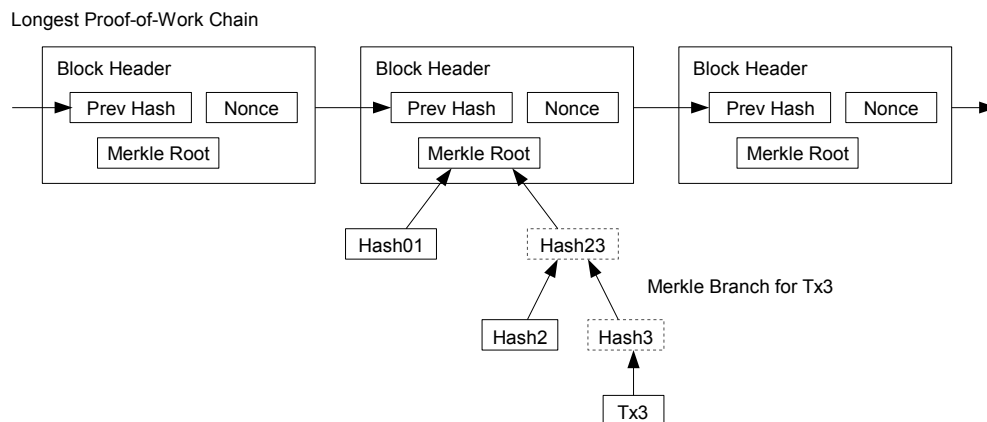 Longest Proof-of-Work Chain
Block Header
Block Header
Block Header
Prev Hash
Nonce
Prev Hash
Nonce
Prev Hash
Nonce
Merkle Root
Merkle Root
Merkle Root
Hash01
Hash23
Merkle Branch for Tx3
Hash2
Hash3
Tx3